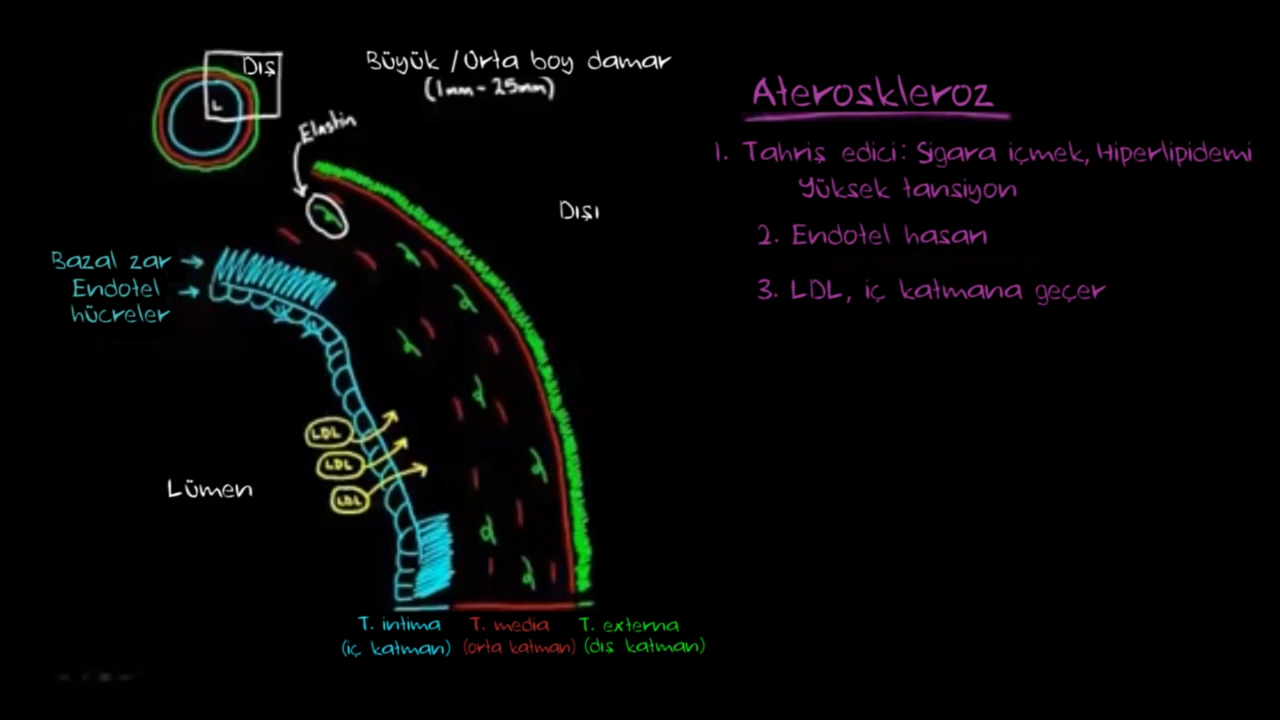 Dış
L
Büyük / Orta boy damar
(1mm - 25mm)
Elastin
Dışı
Bazal zar →
Endotel →
hücreler
LDL
LDL
LDL
Lümen
T. intima
(iç katman)
T. media
(orta katman)
T. externa
(dış katman)
Ateroskleroz
1. Tahriş edici: Sigara içmek, Hiperlipidemi
Yüksek tansiyon
2. Endotel hasarı
3. LDL, iç katmana geçer